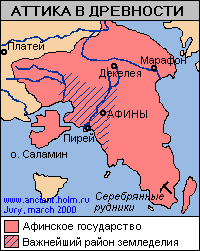 АТТИКА В ДРЕВНОСТИ
Платеи
Марафон
Декелея
АФИНЫ
Пирей
о. Саламин
www.ancient.holm.ru
Jury, march 2000
Серебряные
рудники
Афинское государство
Важнейший район земледелия